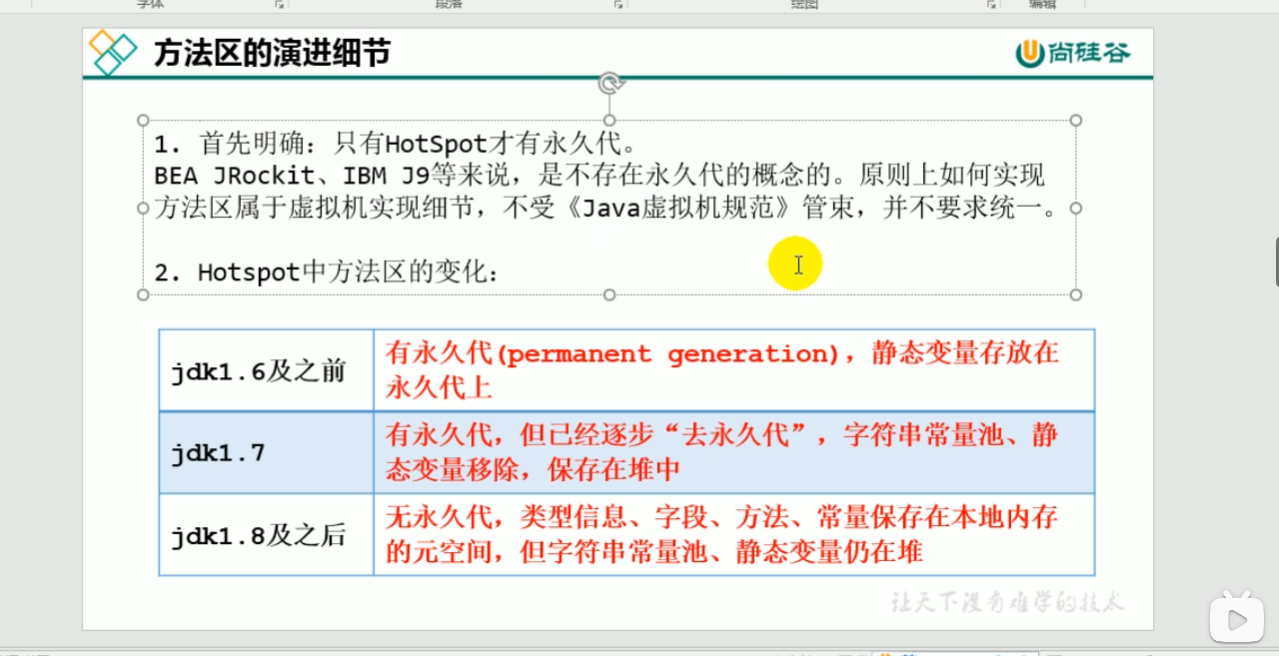 字体 段落 绘图 编辑
方法区的演进细节
尚硅谷
1. 首先明确：只有HotSpot才有永久代。
BEA JRockit、IBM J9等来说，是不存在永久代的概念的。原则上如何实现
方法区属于虚拟机实现细节，不受《Java虚拟机规范》管束，并不要求统一。
2. Hotspot中方法区的变化：
jdk1.6及之前
有永久代(permanent generation)，静态变量存放在
永久代上
jdk1.7
有永久代，但已经逐步“去永久代”，字符串常量池、静
态变量移除，保存在堆中
jdk1.8及之后
无永久代，类型信息、字段、方法、常量保存在本地内存
的元空间，但字符串常量池、静态变量仍在堆
让天下没有难学的技术